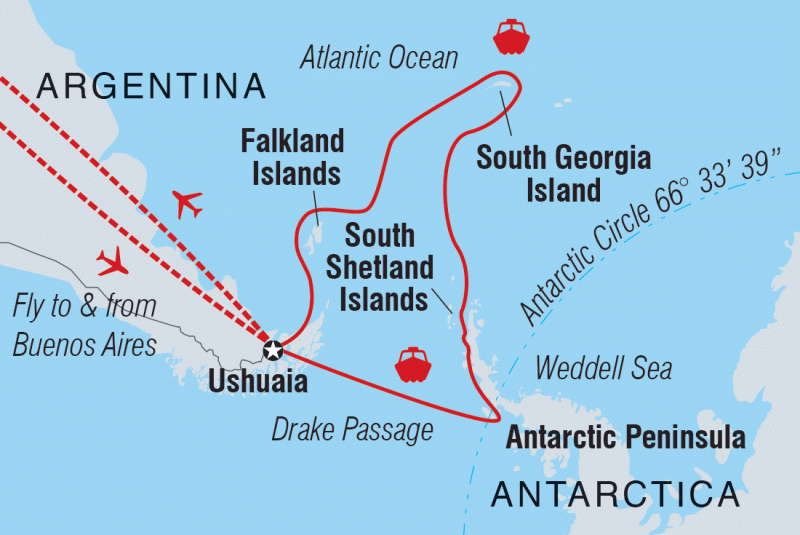 Atlantic Ocean
ARGENTINA
Falkland
Islands
South Georgia
Island
Antarctic Circle 66° 33’ 39”
South
Shetland
Islands
Fly to & from
Buenos Aires
Ushuaia
Weddell Sea
Drake Passage
Antarctic Peninsula
ANTARCTICA